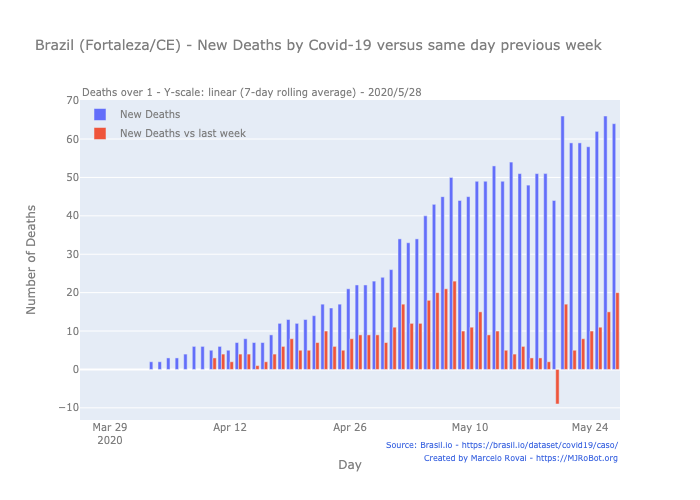 Brazil (Fortaleza/CE) - New Deaths by Covid-19 versus same day previous week
Deaths over 1 - Y-scale: linear (7-day rolling average) - 2020/5/28
New Deaths
New Deaths vs last week
Number of Deaths
70
60
50
40
30
20
10
0
−10
Mar 29
2020
Apr 12
Apr 26
May 10
May 24
Day
Source: Brasil.io - https://brasil.io/dataset/covid19/caso/
Created by Marcelo Rovai - https://MJRoBot.org